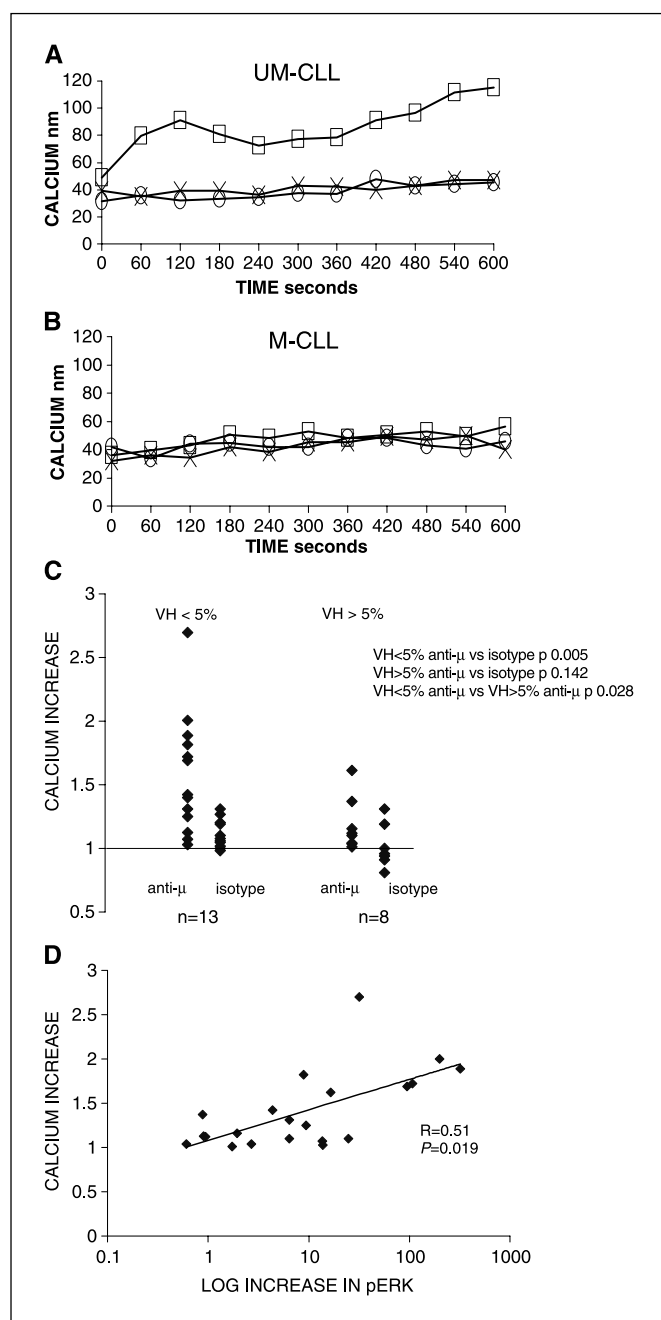 A
UM-CLL
120
100
80
60
40
20
0
CALCIUM nm
0 60 120 180 240 300 360 420 480 540 600
TIME seconds
B
M-CLL
120
100
80
60
40
20
0
CALCIUM nm
0 60 120 180 240 300 360 420 480 540 600
TIME seconds
C
3
2.5
2
1.5
1
0.5
CALCIUM INCREASE
VH < 5% VH > 5%
VH<5% anti-μ vs isotype p 0.005
VH>5% anti-μ vs isotype p 0.142
VH<5% anti-μ vs VH>5% anti-μ p 0.028
anti-μ isotype anti-μ isotype
n=13 n=8
D
3
2.5
2
1.5
1
0.5
0
CALCIUM INCREASE
R=0.51
P=0.019
0.1 1 10 100 1000
LOG INCREASE IN pERK